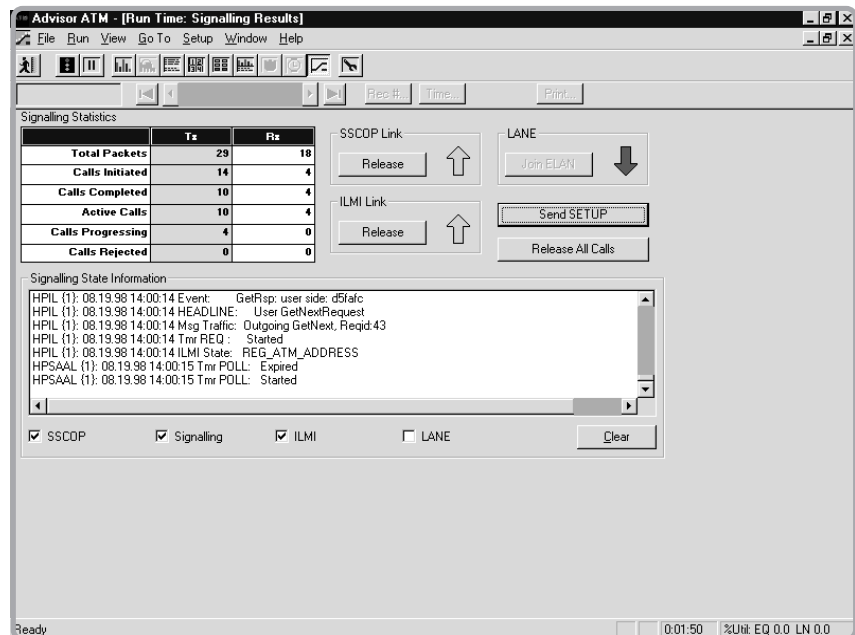 Advisor ATM - [Run Time: Signalling Results]
File Run View Go To Setup Window Help
Rec #... Time... Print...
Signalling Statistics
Tx Rx
Total Packets 29 18
Calls Initiated 14 4
Calls Completed 10 4
Active Calls 10 4
Calls Progressing 4 0
Calls Rejected 0 0
SSCOP Link
Release
ILMI Link
Release
LANE
Join ELAN
Send SETUP
Release All Calls
Signalling State Information
HPIL {1}: 08.19.98 14:00:14 Event: GetRsp: user side: d5fafc
HPIL {1}: 08.19.98 14:00:14 HEADLINE: User GetNextRequest
HPIL {1}: 08.19.98 14:00:14 Msg Traffic: Outgoing GetNext, Reqid:43
HPIL {1}: 08.19.98 14:00:14 Tmr REQ : Started
HPIL {1}: 08.19.98 14:00:14 ILMI State: REG_ATM_ADDRESS
HPSAAL {1}: 08.19.98 14:00:15 Tmr POLL: Expired
HPSAAL {1}: 08.19.98 14:00:15 Tmr POLL: Started
SSCOP Signalling ILMI LANE Clear
Ready 0:01:50 %Util: EQ 0.0 LN 0.0